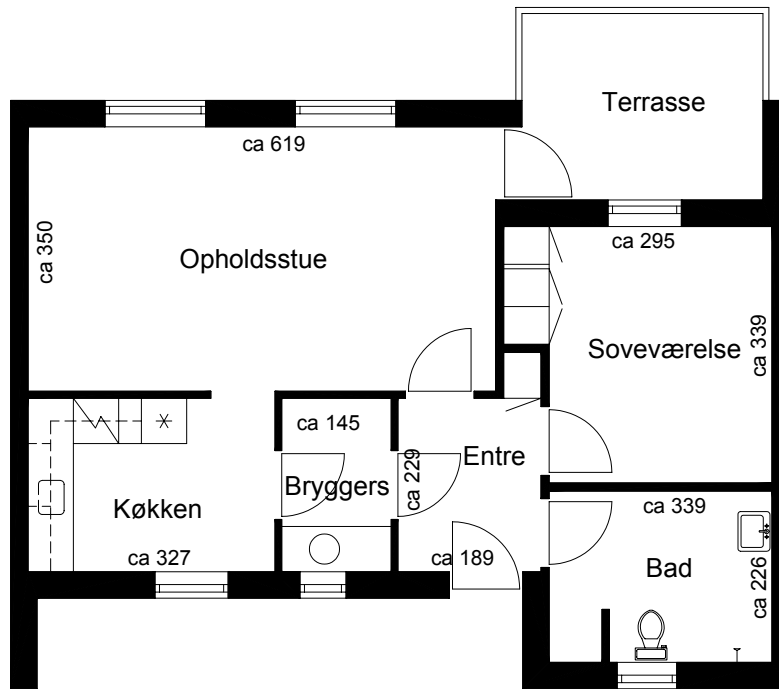 Terrasse
ca 619
ca 350
Opholdsstue
ca 295
ca 339
Soveværelse
ca 145
ca 229
Entre
Bryggers
Køkken
ca 327
ca 189
ca 339
Bad
ca 226